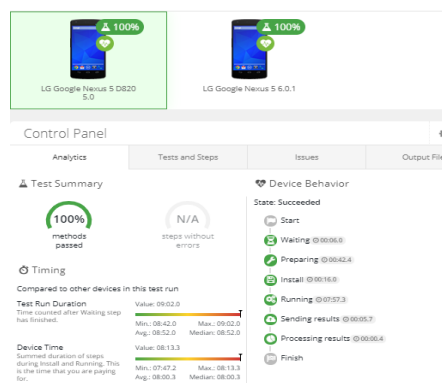 100%
100%
LG Google Nexus 5 D820
5.0
LG Google Nexus 5 6.0.1
Control Panel
Analytics
Tests and Steps
Issues
Output File
Test Summary
100%
methods
passed
N/A
steps without
errors
Timing
Compared to other devices in this test run
Test Run Duration
Time counted after Waiting step
has finished.
Value: 09:02.0
Min.: 08:42.0 Max.: 09:02.0
Avg.: 08:52.0 Median: 08:52.0
Device Time
Summed duration of steps
during Install and Running. This
is the time that you are paying
for.
Value: 08:13.3
Min.: 07:47.2 Max.: 08:13.3
Avg.: 08:00.3 Median: 08:00.3
Device Behavior
State: Succeeded
Start
Waiting 00:06.0
Preparing 00:42.4
Install 00:16.0
Running 07:57.3
Sending results 00:05.7
Processing results 00:00.4
Finish